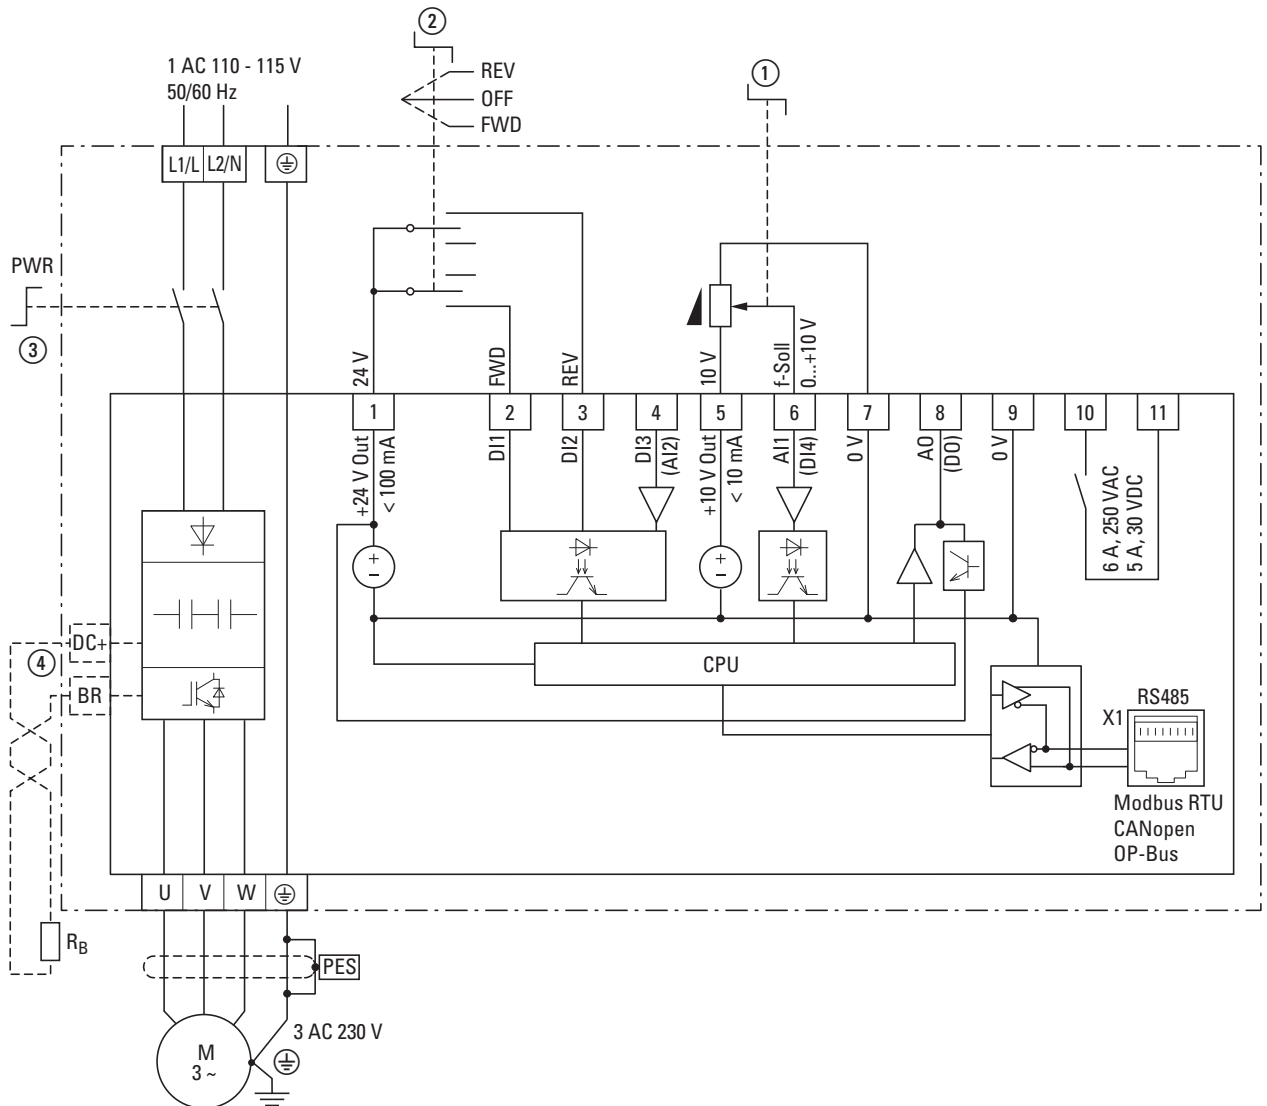 ②
1 AC 110 - 115 V
50/60 Hz
REV
OFF
FWD
①
L1/L
L2/N
PWR
③
24 V
FWD
REV
10 V
f-Soll
0...+10 V
1
2
3
4
5
6
7
8
9
10
11
+24 V Out
< 100 mA
DI1
DI2
DI3
(AI2)
+10 V Out
< 10 mA
AI1
(DI4)
0 V
AO
(DO)
0 V
6 A, 250 VAC
5 A, 30 VDC
+
-
+
-
DC+
④
BR
CPU
RS485
X1
Modbus RTU
CANopen
OP-Bus
U
V
W
RB
PES
3 AC 230 V
M
3 ~